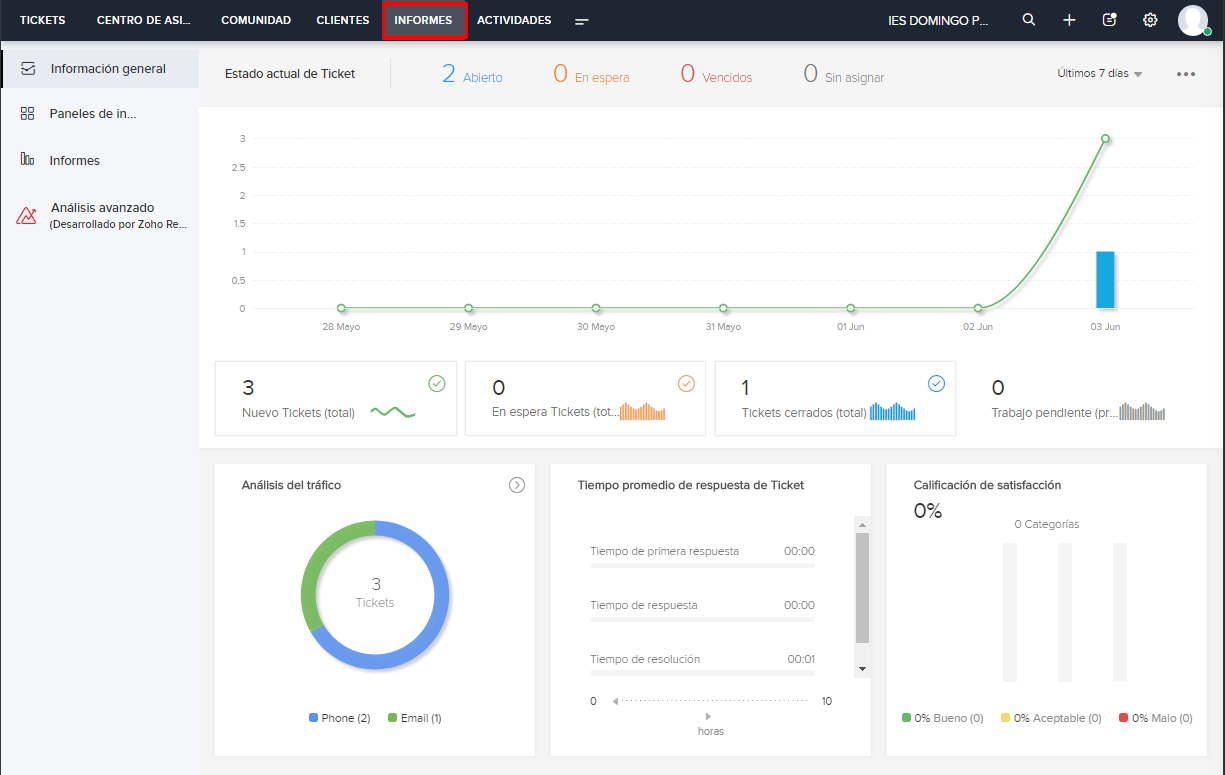 TICKETS
CENTRO DE ASI...
COMUNIDAD
CLIENTES
INFORMES
ACTIVIDADES
IES DOMINGO P...
Información general
Paneles de in...
Informes
Análisis avanzado
(Desarrollado por Zoho Re...
Estado actual de Ticket
2 Abierto
0 En espera
0 Vencidos
0 Sin asignar
Últimos 7 días
3
2.5
2
1.5
1
0.5
0
28 Mayo
29 Mayo
30 Mayo
31 Mayo
01 Jun
02 Jun
03 Jun
3
Nuevo Tickets (total)
0
En espera Tickets (tot...
1
Tickets cerrados (total)
0
Trabajo pendiente (pr...
Análisis del tráfico
3
Tickets
Phone (2)
Email (1)
Tiempo promedio de respuesta de Ticket
Tiempo de primera respuesta 00:00
Tiempo de respuesta 00:00
Tiempo de resolución 00:01
0
10
horas
Calificación de satisfacción
0%
0 Categorías
0% Bueno (0)
0% Aceptable (0)
0% Malo (0)